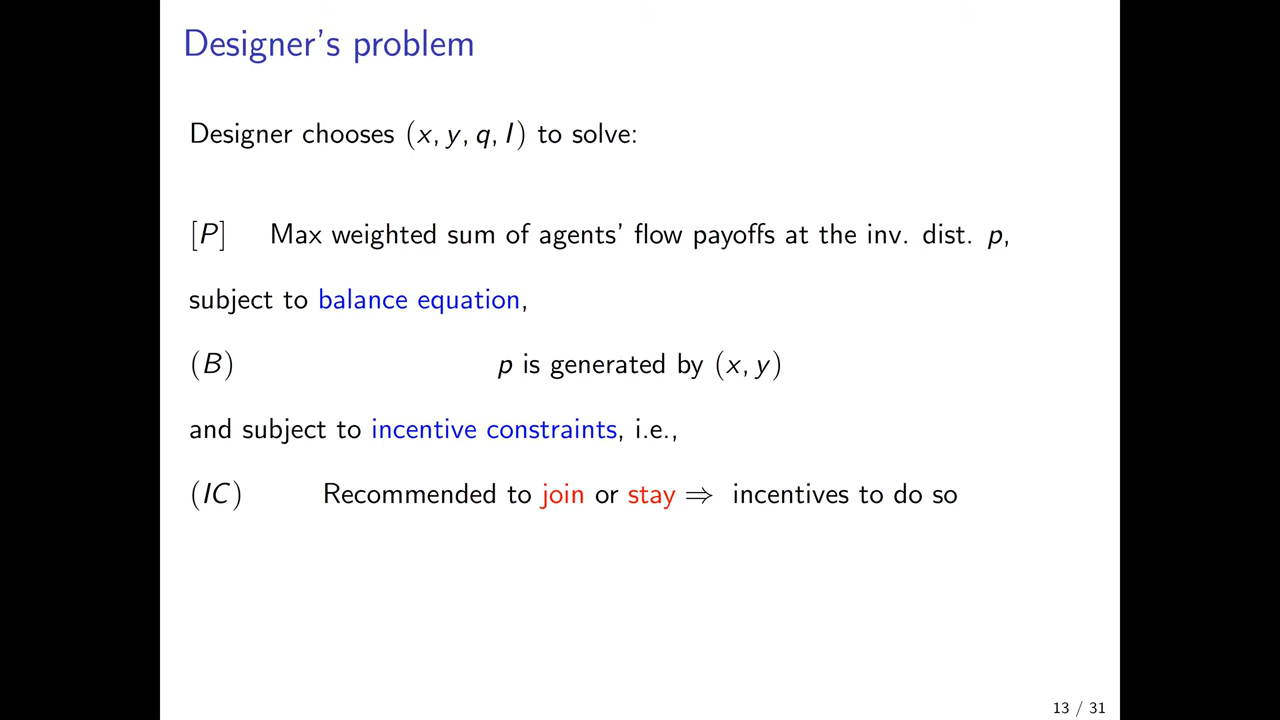 Designer's problem
Designer chooses (x, y, q, I) to solve:
[P] Max weighted sum of agents' flow payoffs at the inv. dist. p,
subject to balance equation,
(B) p is generated by (x, y)
and subject to incentive constraints, i.e.,
(IC) Recommended to join or stay ⇒ incentives to do so
13 / 31